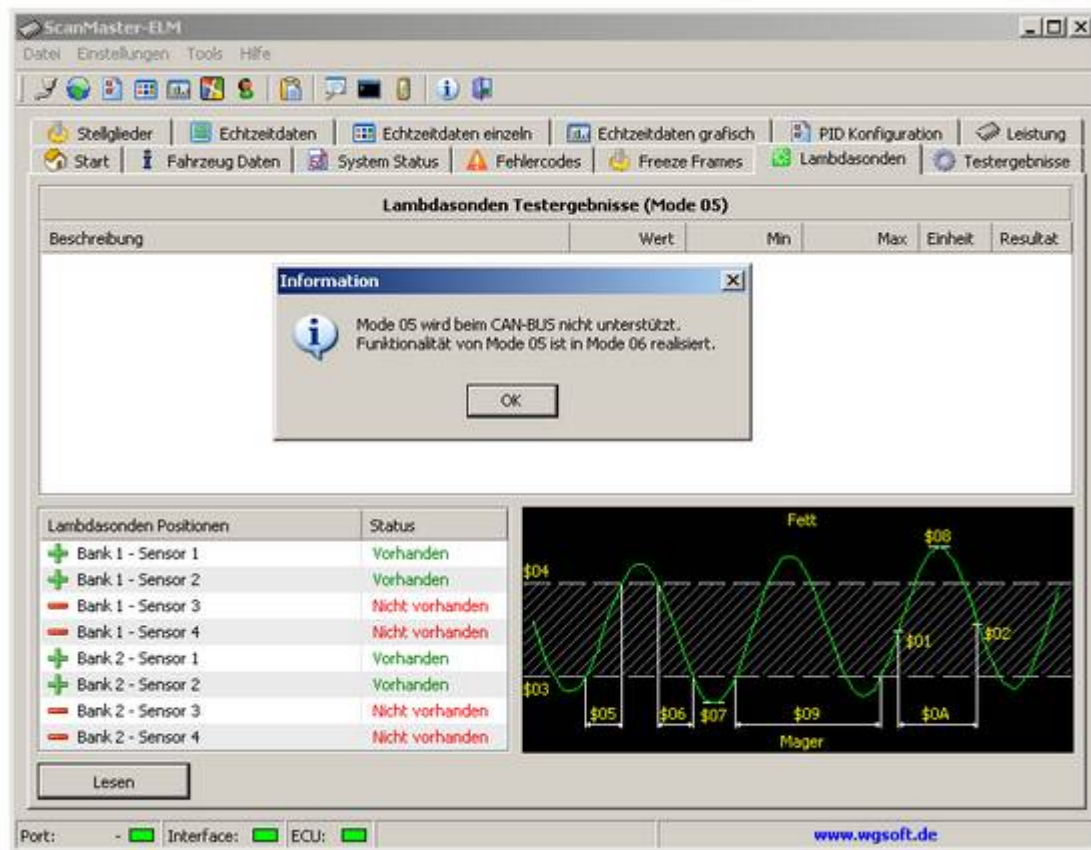 ScanMaster-ELM
Datei Einstellungen Tools Hilfe
Stellglieder Echtzeitdaten Echtzeitdaten einzeln Echtzeitdaten grafisch PID Konfiguration Leistung
Start Fahrzeug Daten System Status Fehlercodes Freeze Frames Lambdasonden Testergebnisse
Lambdasonden Testergebnisse (Mode 05)
Beschreibung Wert Min Max Einheit Resultat
Information
Mode 05 wird beim CAN-BUS nicht unterstützt.
Funktionalität von Mode 05 ist in Mode 06 realisiert.
OK
Lambdasonden Positionen Status
Bank 1 - Sensor 1 Vorhanden
Bank 1 - Sensor 2 Vorhanden
Bank 1 - Sensor 3 Nicht vorhanden
Bank 1 - Sensor 4 Nicht vorhanden
Bank 2 - Sensor 1 Vorhanden
Bank 2 - Sensor 2 Vorhanden
Bank 2 - Sensor 3 Nicht vorhanden
Bank 2 - Sensor 4 Nicht vorhanden
Fett
$08
$04
$01 $02
$03
$05 $06 $07 $09 $0A
Mager
Lesen
Port: - Interface: ECU: www.wgsoft.de